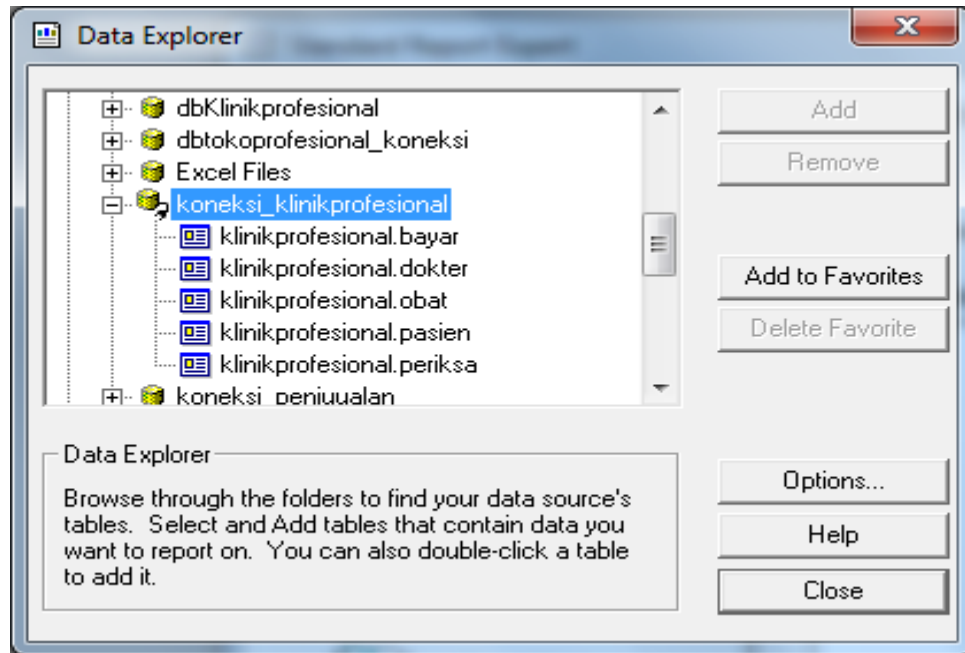 Data Explorer
dbKlinikprofesional
dbtokoprofesional_koneksi
Excel Files
koneksi_klinikprofesional
klinikprofesional.bayar
klinikprofesional.dokter
klinikprofesional.obat
klinikprofesional.pasien
klinikprofesional.periksa
Add
Remove
Add to Favorites
Delete Favorite
Data Explorer
Browse through the folders to find your data source's
tables. Select and Add tables that contain data you
want to report on. You can also double-click a table
to add it.
Options...
Help
Close